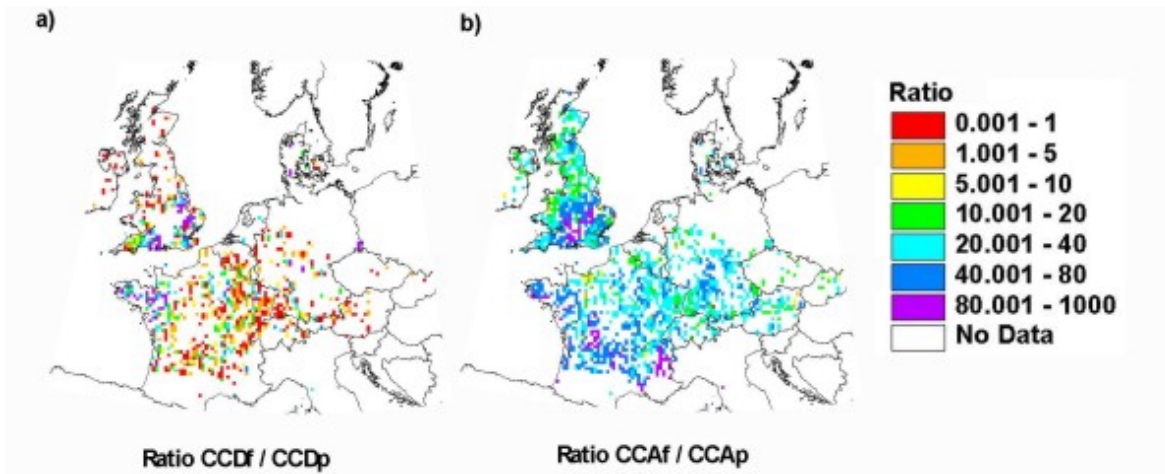 a)
b)
Ratio
0.001 - 1
1.001 - 5
5.001 - 10
10.001 - 20
20.001 - 40
40.001 - 80
80.001 - 1000
No Data
Ratio CCDf / CCDp
Ratio CCAf / CCAp